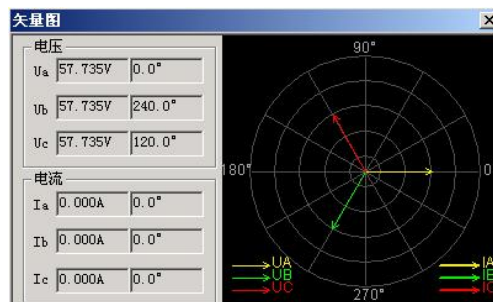 矢量图
电压
Ua 57.735V 0.0°
Ub 57.735V 240.0°
Uc 57.735V 120.0°
电流
Ia 0.000A 0.0°
Ib 0.000A 0.0°
Ic 0.000A 0.0°
90°
180°
0
270°
UA
UB
UC
IA
IB
IC